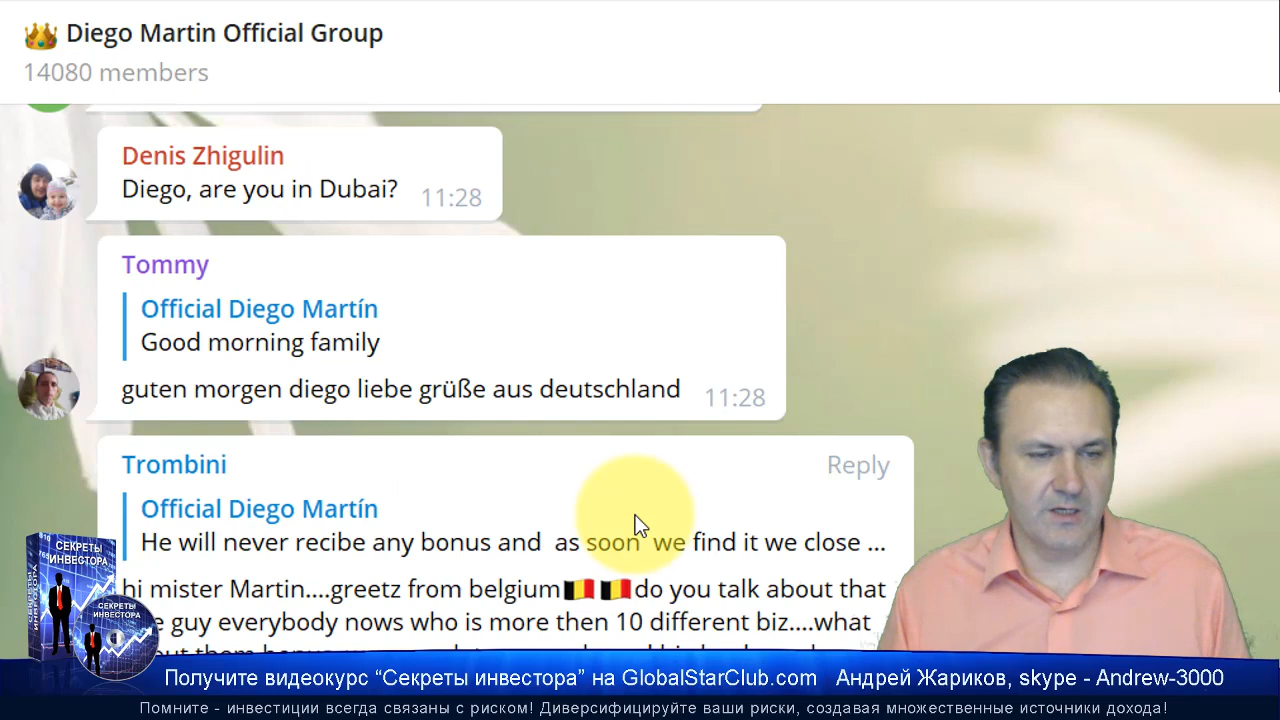 Diego Martin Official Group
14080 members
Denis Zhigulin
Diego, are you in Dubai? 11:28
Tommy
Official Diego Martín
Good morning family
guten morgen diego liebe grüße aus deutschland 11:28
Trombini Reply
Official Diego Martín
He will never recibe any bonus and as soon we find it we close ...
hi mister Martin....greetz from belgium🇧🇪🇧🇪do you talk about that
guy everybody nows who is more then 10 different biz....what
СЕКРЕТЫ
ИНВЕСТОРА
СЕКРЕТЫ
ИНВЕСТОРА
Получите видеокурс “Секреты инвестора” на GlobalStarClub.com Андрей Жариков, skype - Andrew-3000
Помните - инвестиции всегда связаны с риском! Диверсифицируйте ваши риски, создавая множественные источники дохода!